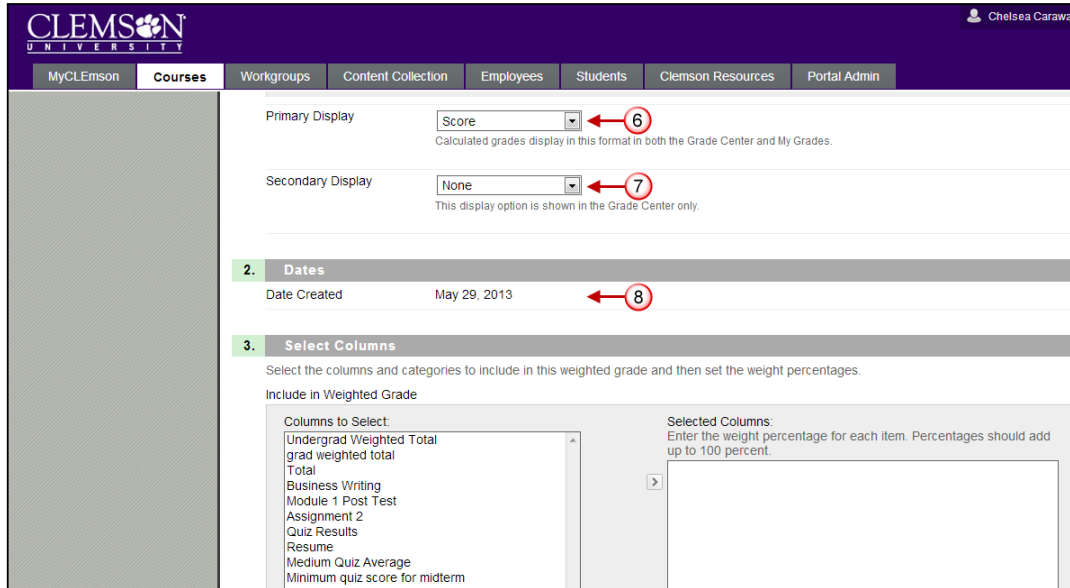 CLEMSON
UNIVERSITY
Chelsea Carawa
MyCLEmson Courses Workgroups Content Collection Employees Students Clemson Resources Portal Admin
Primary Display Score 6
Calculated grades display in this format in both the Grade Center and My Grades.
Secondary Display None 7
This display option is shown in the Grade Center only.
2. Dates
Date Created May 29, 2013 8
3. Select Columns
Select the columns and categories to include in this weighted grade and then set the weight percentages.
Include in Weighted Grade
Columns to Select:
Undergrad Weighted Total
grad weighted total
Total
Business Writing
Module 1 Post Test
Assignment 2
Quiz Results
Resume
Medium Quiz Average
Minimum quiz score for midterm
Selected Columns:
Enter the weight percentage for each item. Percentages should add
up to 100 percent.